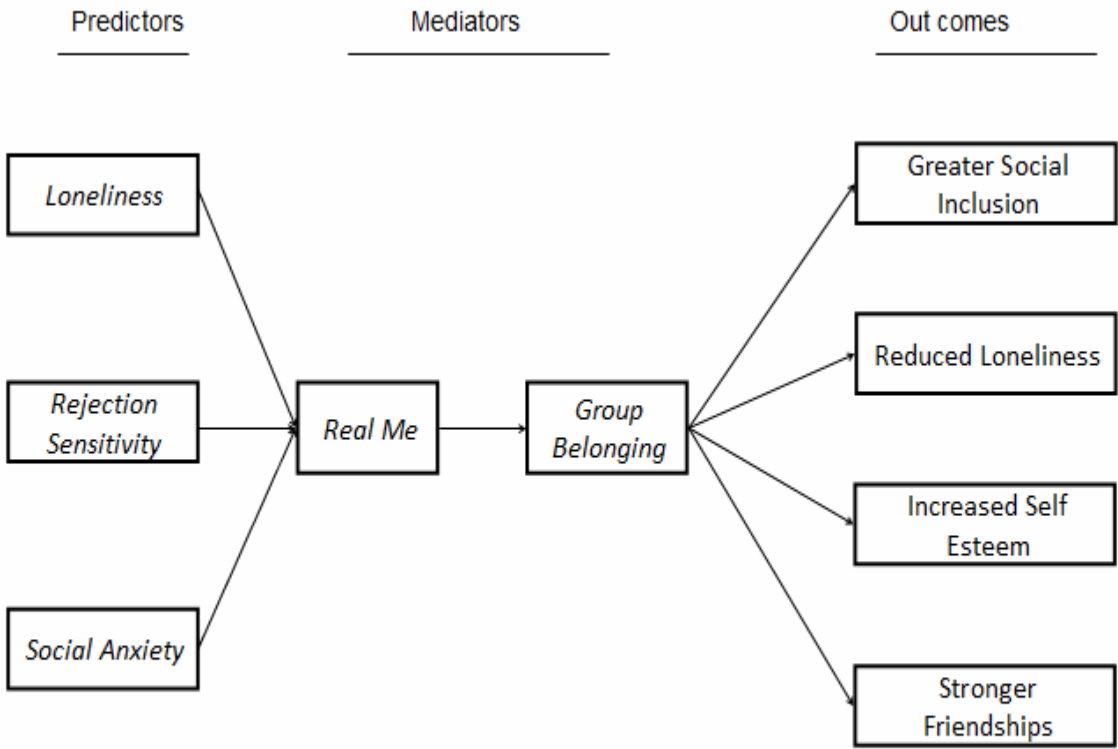 Predictors
Mediators
Out comes
Loneliness
Rejection
Sensitivity
Social Anxiety
Real Me
Group
Belonging
Greater Social
Inclusion
Reduced Loneliness
Increased Self
Esteem
Stronger
Friendships